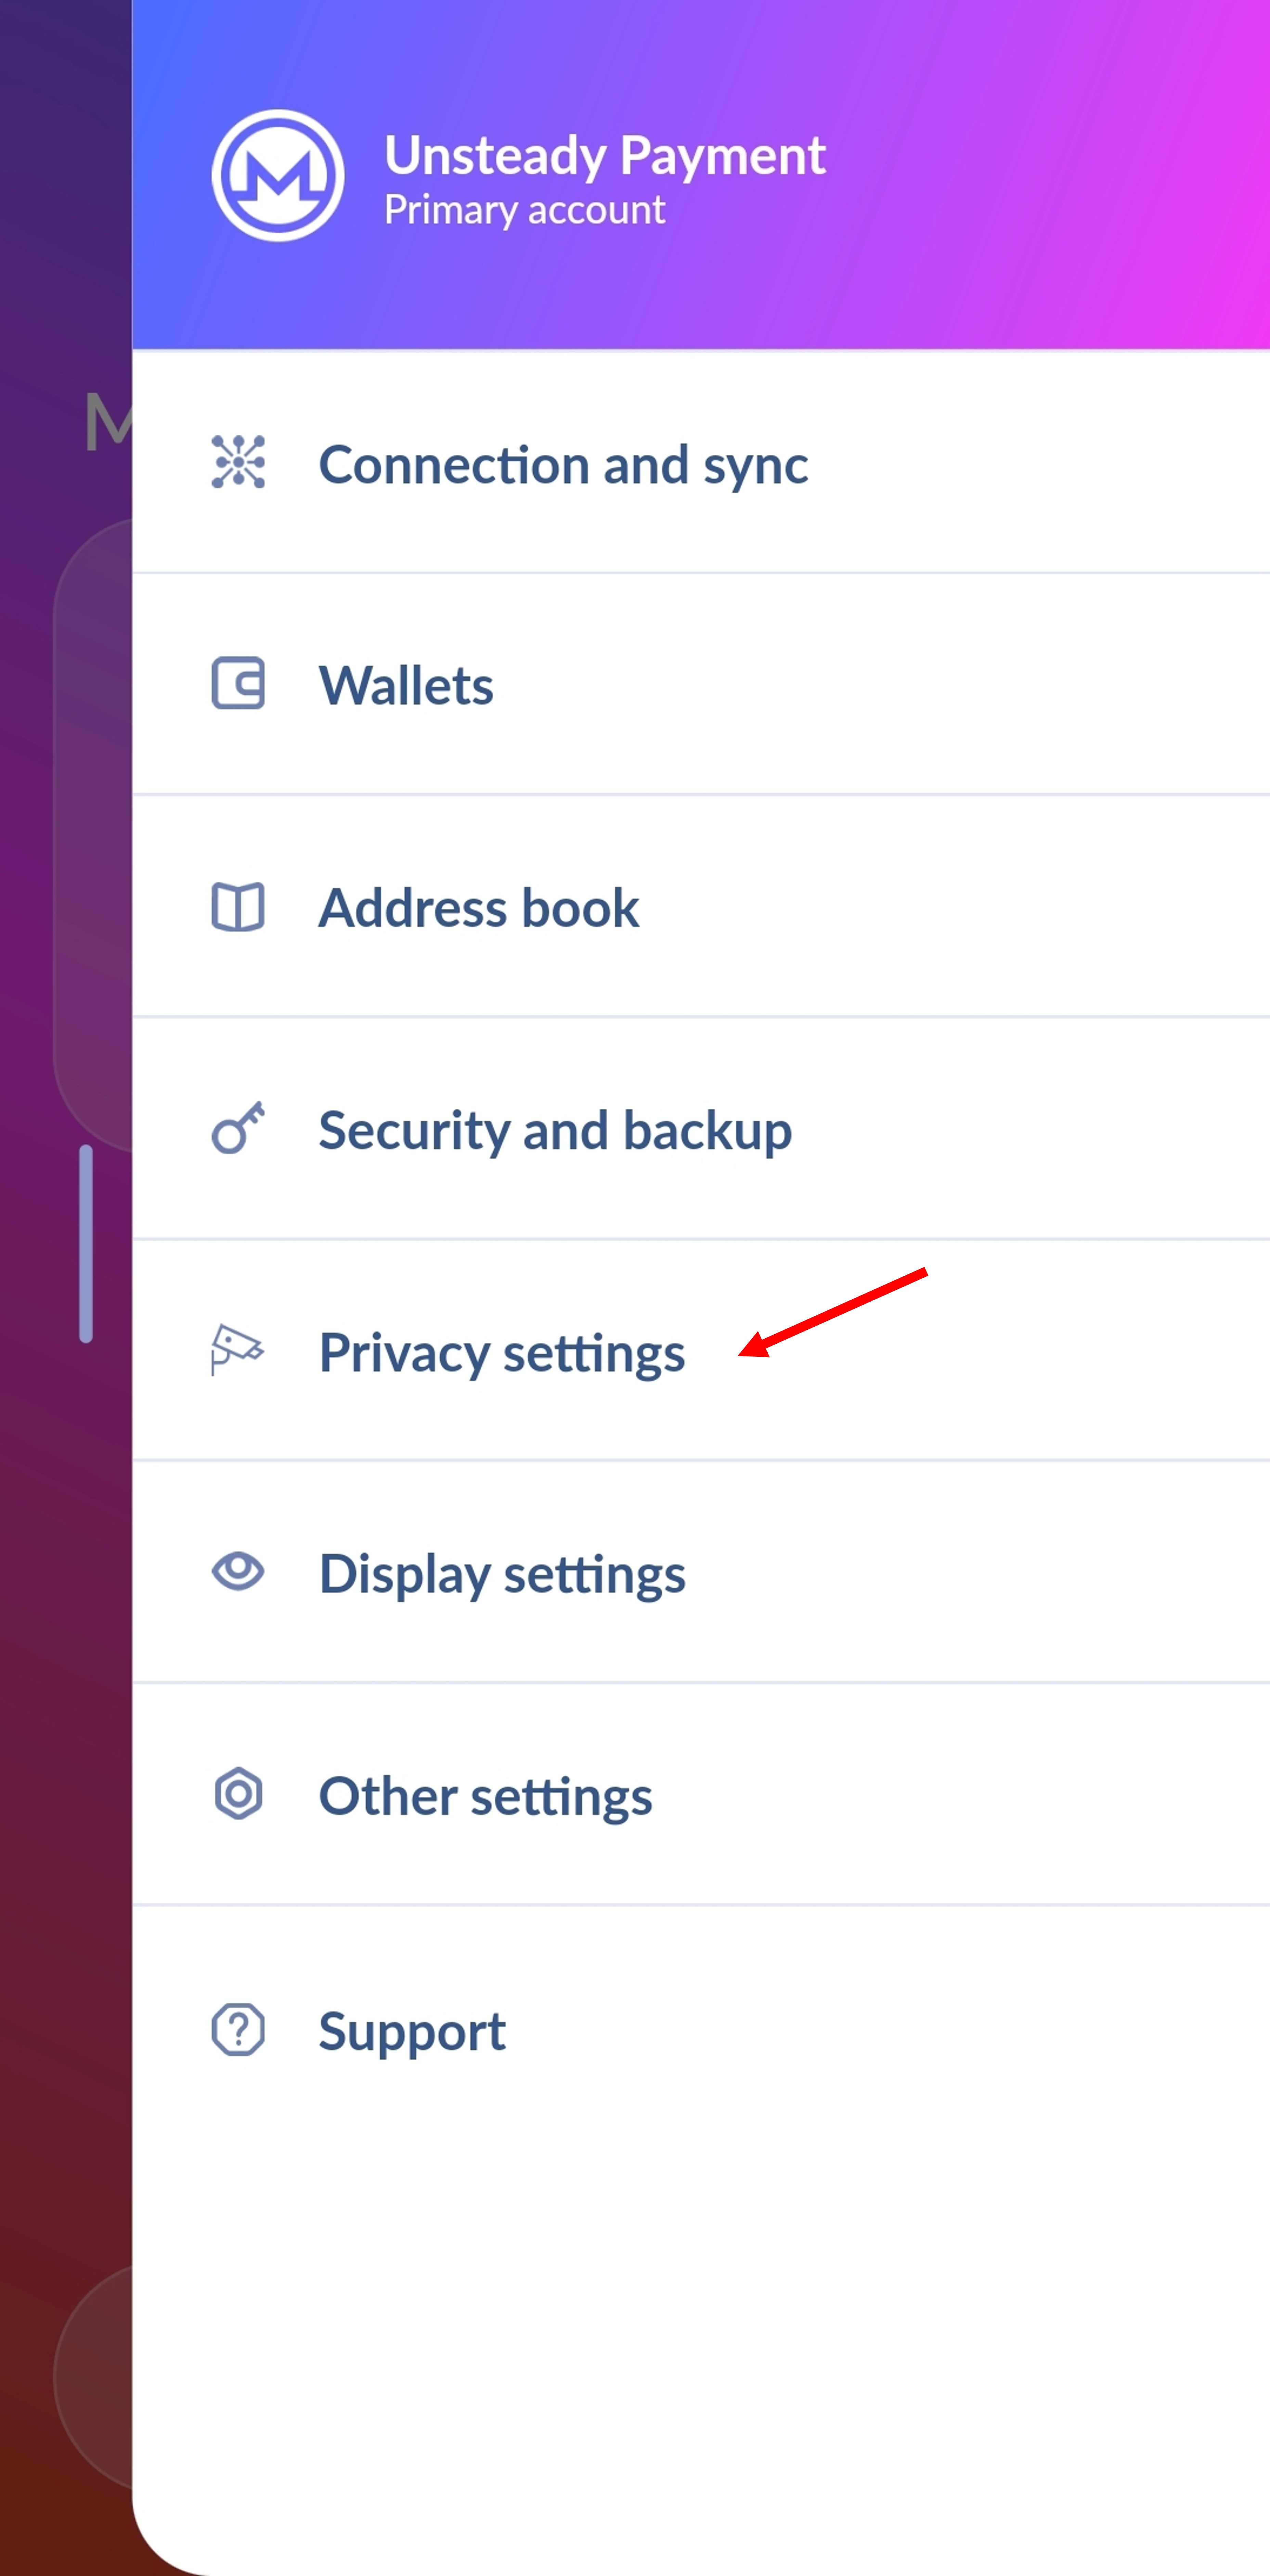 Unsteady Payment
Primary account
M
Connection and sync
Wallets
Address book
Security and backup
Privacy settings
Display settings
Other settings
Support